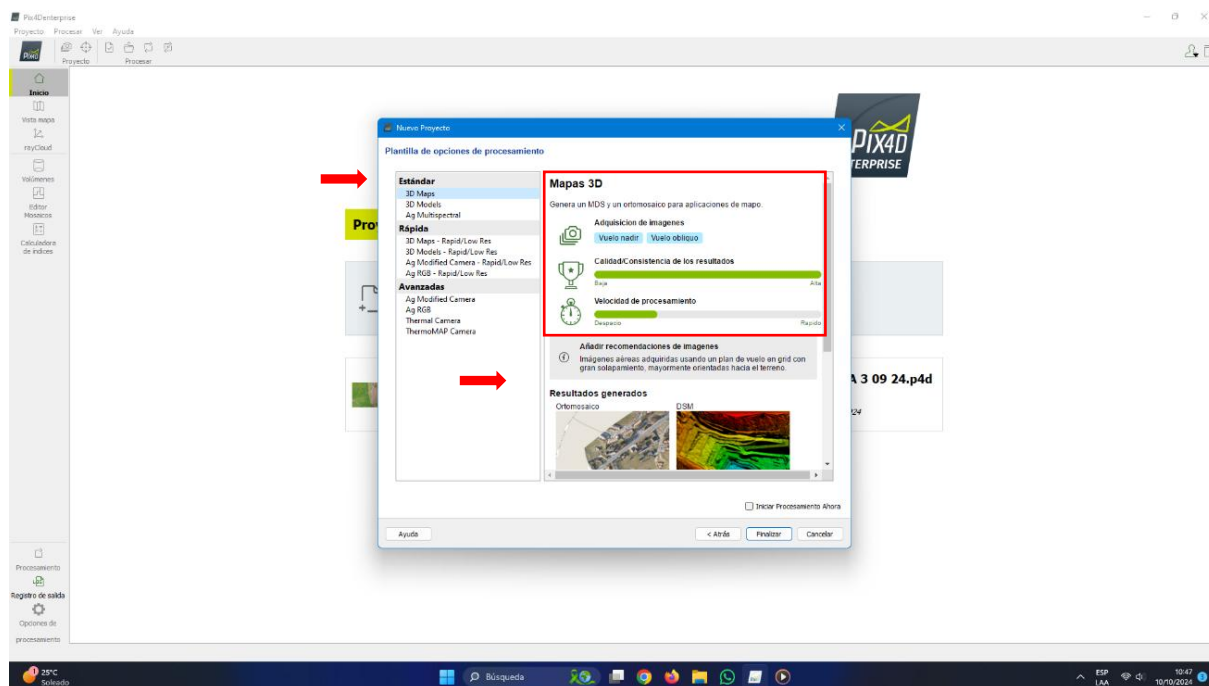 Pix4Denterprise
Proyecto Procesar Ver Ayuda
PIX4D
Proyecto Procesar
Inicio
Vista mapa
rayCloud
Volúmenes
Editor
Mosaicos
Calculadora
de índices
Procesamiento
Registro de salida
Opciones de
procesamiento
PIX4D
TERPRISE
Pro
A 3 09 24.p4d
024
Nuevo Proyecto
Plantilla de opciones de procesamiento
Estándar
3D Maps
3D Models
Ag Multispectral
Rápida
3D Maps - Rapid/Low Res
3D Models - Rapid/Low Res
Ag Modified Camera - Rapid/Low Res
Ag RGB - Rapid/Low Res
Avanzadas
Ag Modified Camera
Ag RGB
Thermal Camera
ThermoMAP Camera
Mapas 3D
Genera un MDS y un ortomosaico para aplicaciones de mapo.
Adquisicion de imagenes
Vuelo nadir Vuelo obliquo
Calidad/Consistencia de los resultados
Baja Alta
Velocidad de procesamiento
Despacio Rapido
Añadir recomendaciones de imagenes
Imágenes aéreas adquiridas usando un plan de vuelo en grid con
gran solapamiento, mayormente orientadas hacia el terreno.
Resultados generados
Ortomosaico DSM
Iniciar Procesamiento Ahora
Ayuda < Atrás Finalizar Cancelar
1
25°C
Soleado
Búsqueda
ESP
LAA
10:47
10/10/2024